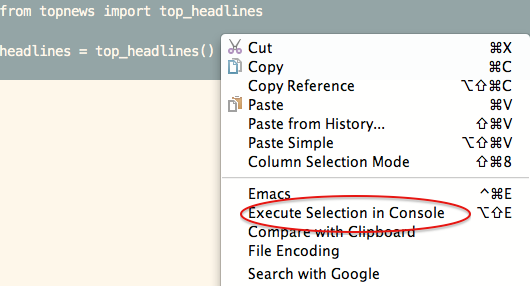 from topnews import top_headlines
headlines = top_headlines()
Cut ⌘X
Copy ⌘C
Copy Reference ⌥⇧⌘C
Paste ⌘V
Paste from History... ⇧⌘V
Paste Simple ⌥⇧⌘V
Column Selection Mode ⇧⌘8
Emacs ^⌘E
Execute Selection in Console ⌥⇧E
Compare with Clipboard
File Encoding
Search with Google